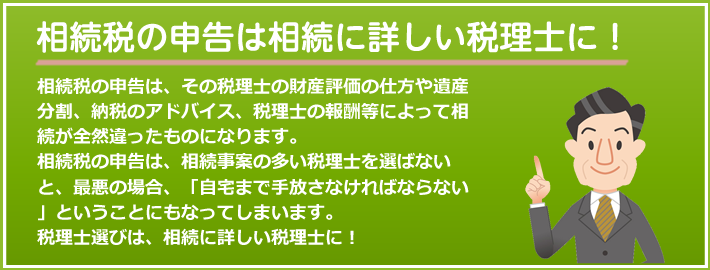 相続税の申告は相続に詳しい税理士に！
相続税の申告は、その税理士の財産評価の仕方や遺産
分割、納税のアドバイス、税理士の報酬等によって相
続が全然違ったものになります。
相続税の申告は、相続事案の多い税理士を選ばない
と、最悪の場合、「自宅まで手放さなければならない
」ということにもなってしまいます。
税理士選びは、相続に詳しい税理士に！